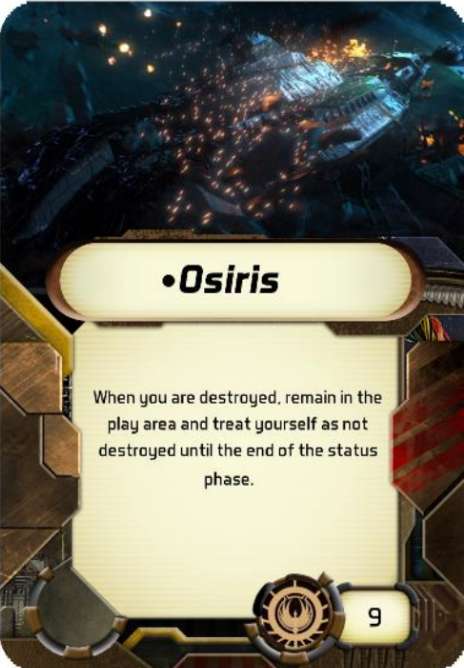 •Osiris
When you are destroyed, remain in the
play area and treat yourself as not
destroyed until the end of the status
phase.
9